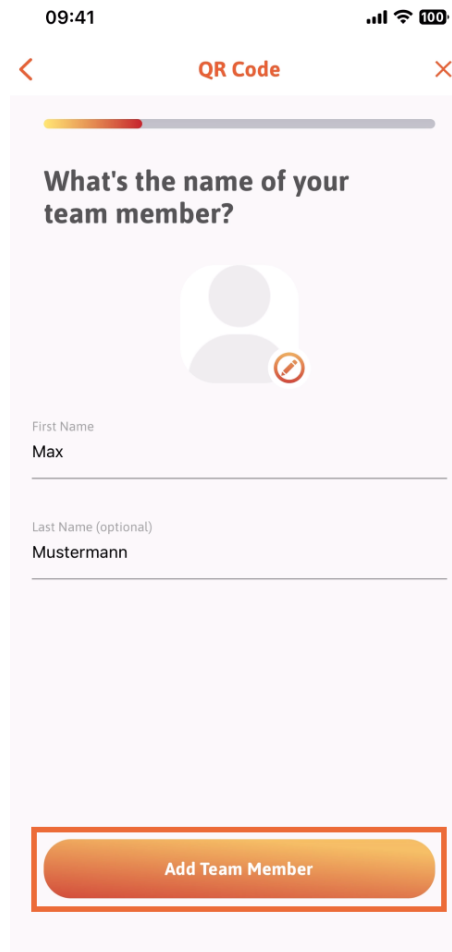 09:41
100
QR Code
What's the name of your
team member?
First Name
Max
Last Name (optional)
Mustermann
Add Team Member